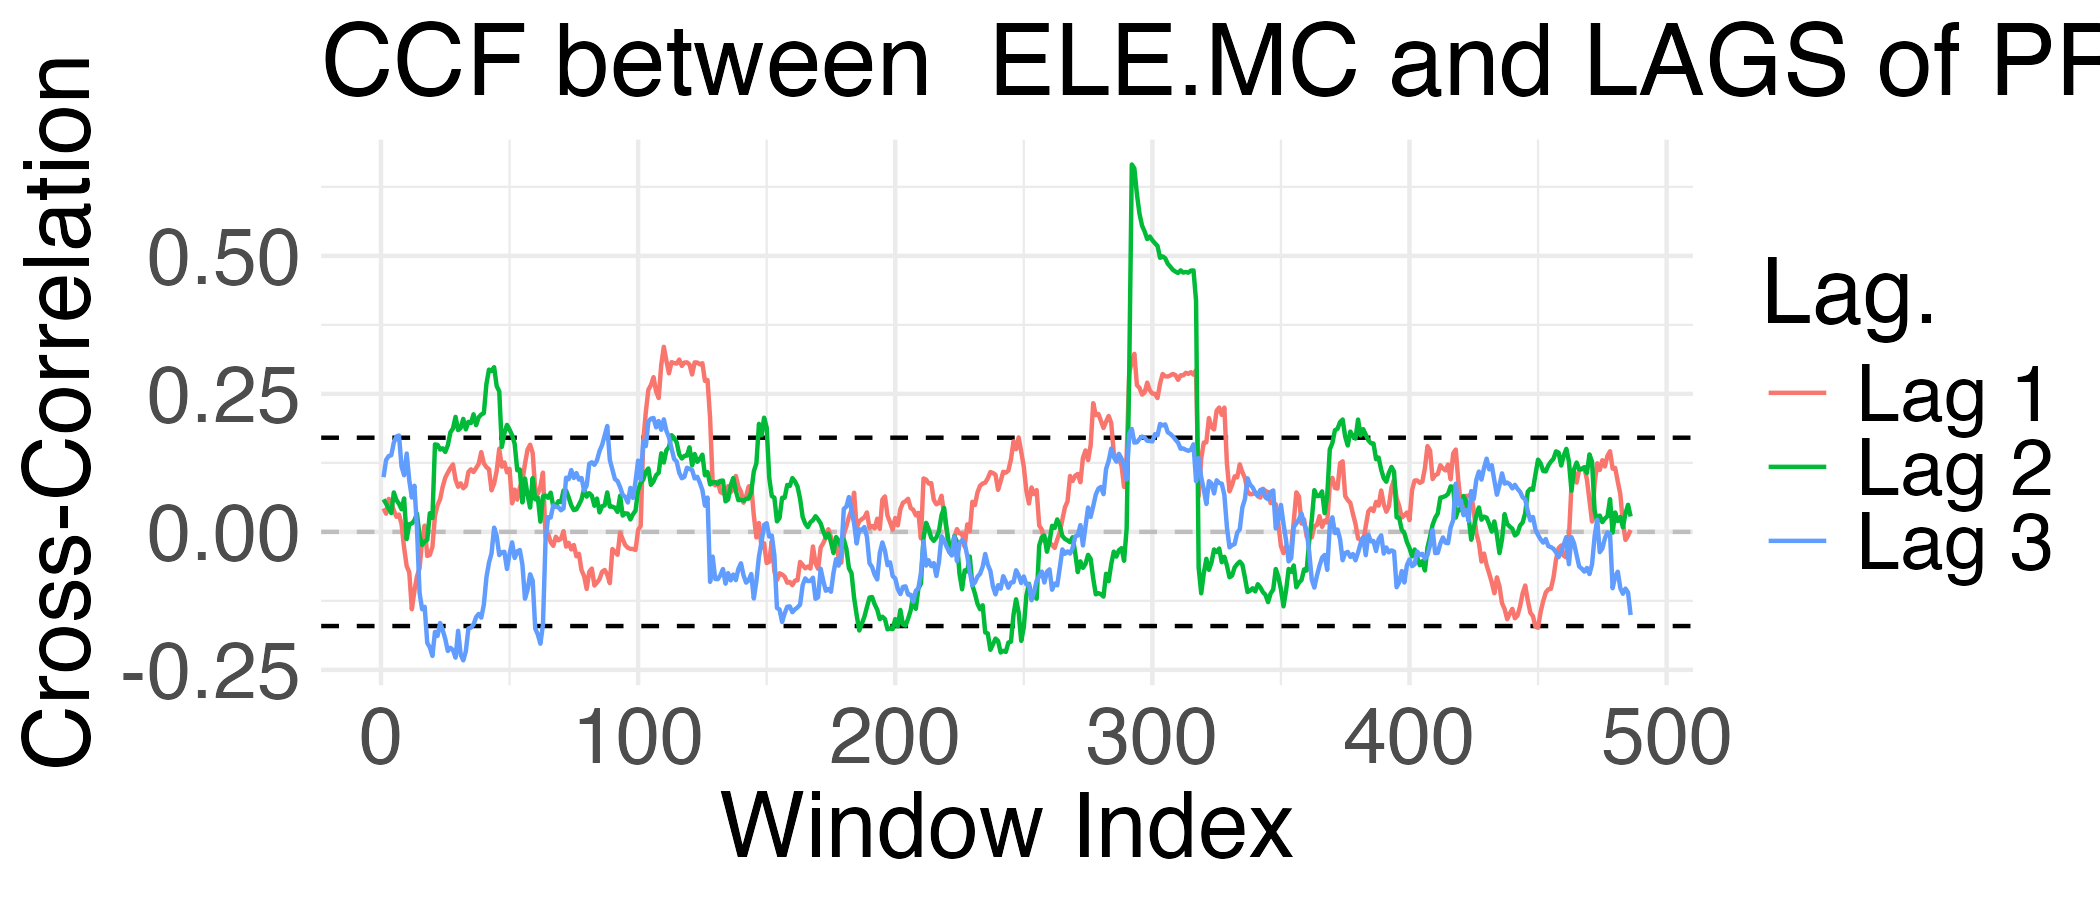 CCF between ELE.MC and LAGS of
Cross-Correlation
0.50
0.25
0.00
-0.25
0
100
200
300
400
500
Window Index
Lag.
Lag 1
Lag 2
Lag 3